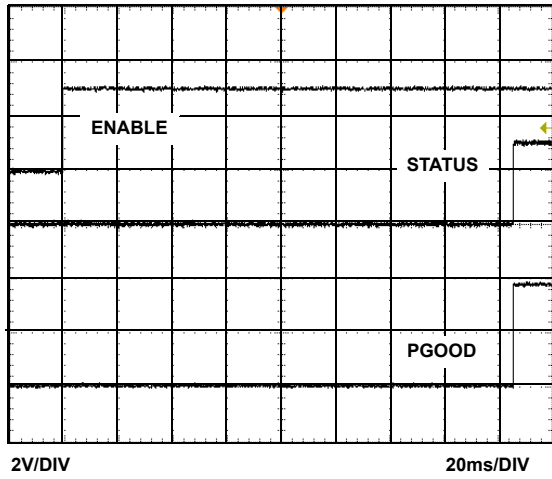 ENABLE
STATUS
PGOOD
2V/DIV
20ms/DIV